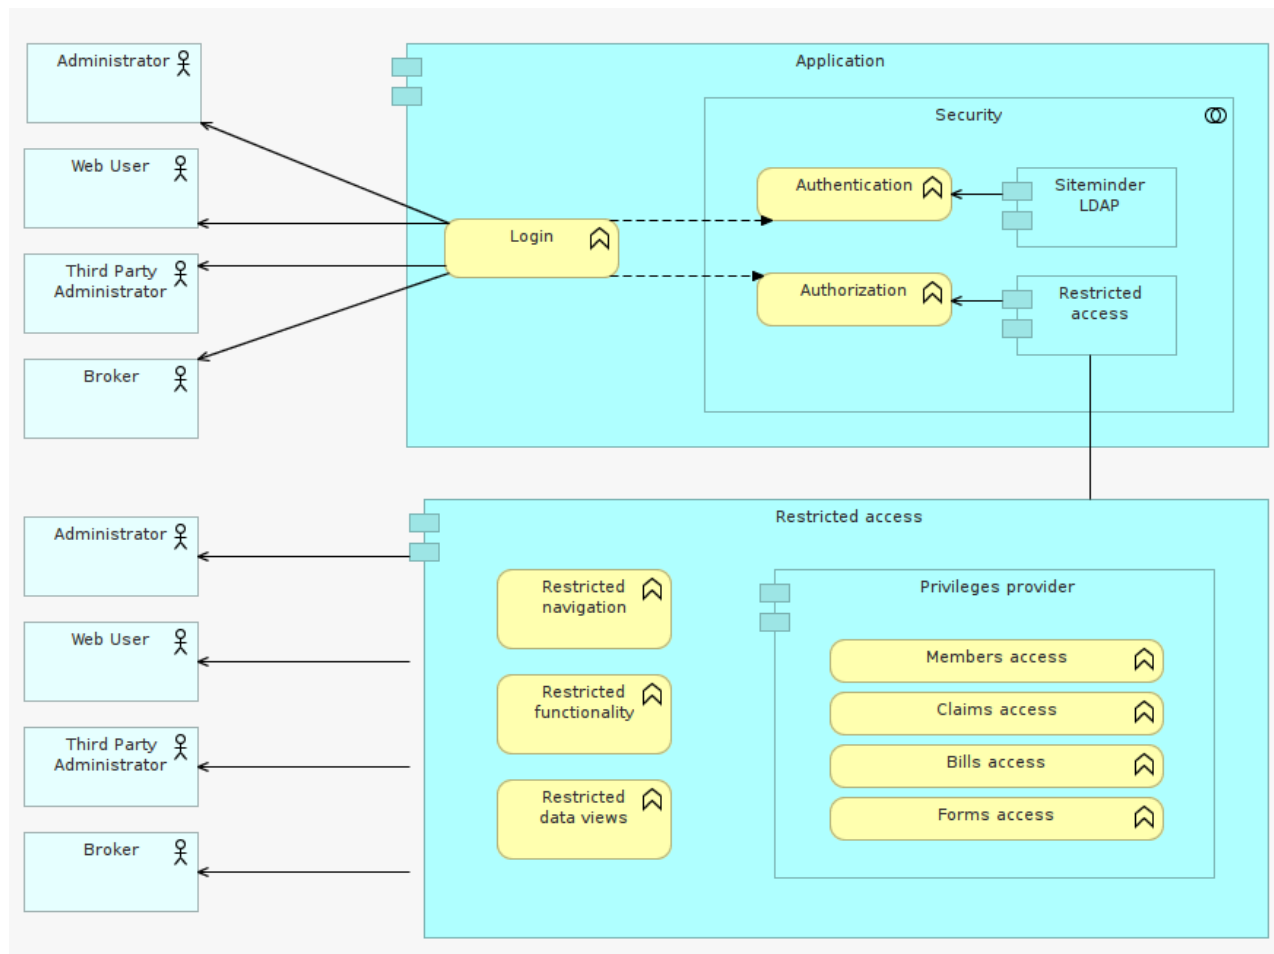 Administrator
Web User
Third Party
Administrator
Broker
Application
Security
Login
Authentication
Siteminder
LDAP
Authorization
Restricted
access
Administrator
Web User
Third Party
Administrator
Broker
Restricted access
Restricted
navigation
Restricted
functionality
Restricted
data views
Privileges provider
Members access
Claims access
Bills access
Forms access